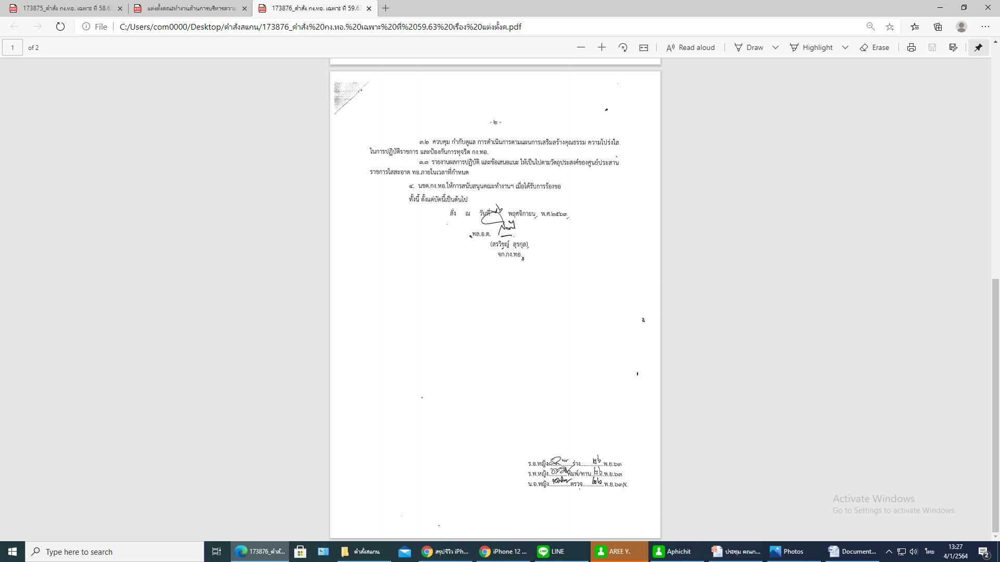 173875_คำสั่ง กง.ทอ. เฉพาะ ที่ 58.63
แต่งตั้งคณะทำงานด้านการบริหารความ
173876_คำสั่ง กง.ทอ. เฉพาะ ที่ 59.63
File
C:/Users/com0000/Desktop/คำสั่งสแกน/173876_คำสั่ง%20กง.ทอ.%20เฉพาะ%20ที่%2059.63%20เรื่อง%20แต่งตั้งค.pdf
1 of 2
Read aloud
Draw
Highlight
Erase
- ๒ -
๓.๒ ควบคุม กำกับดูแล การดำเนินการตามแผนการเสริมสร้างคุณธรรม ความโปร่งใส
ในการปฏิบัติราชการ และป้องกันการทุจริต กง.ทอ.
๓.๓ รายงานผลการปฏิบัติ และข้อเสนอแนะ ให้เป็นไปตามวัตถุประสงค์ของศูนย์ประสาน
ราชการใสสะอาด ทอ.ภายในเวลาที่กำหนด
๔. นขต.กง.ทอ.ให้การสนับสนุนคณะทำงานฯ เมื่อได้รับการร้องขอ
ทั้งนี้ ตั้งแต่บัดนี้เป็นต้นไป
สั่ง ณ วันที่ พฤศจิกายน พ.ศ.๒๕๖๓
พล.อ.ต.
(สรวิชญ์ สุรกุล)
จก.กง.ทอ.
ร.อ.หญิง...............ร่าง..............๒๖ พ.ย.๖๓
ร.ท.หญิง............พิมพ์/ทาน.๒๖..พ.ย.๖๓
น.อ.หญิง..............ตรวจ..............๒๖ พ.ย.๖๓
Activate Windows
Go to Settings to activate Windows.
Type here to search
173876_คำสั...
คำสั่งสแกน
สรุปรีวิว iPh...
iPhone 12 ...
LINE
AREE Y.
Aphichit
ประชุม คณก...
Photos
Document...
ไทย
13:27
4/1/2564
2